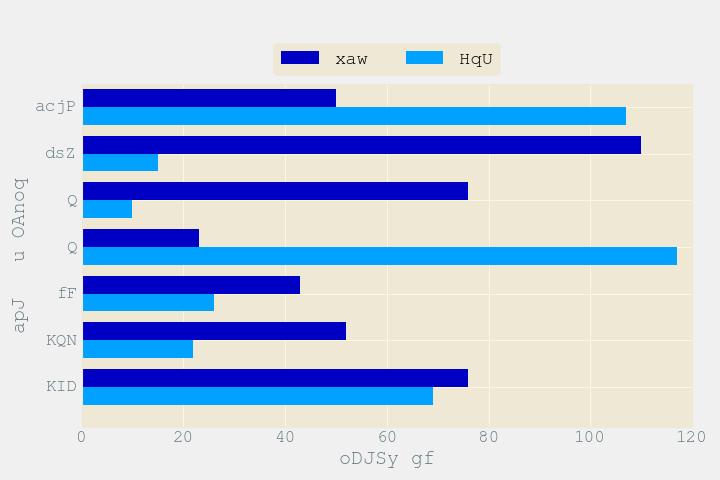 xaw HqU
acjP
dsZ
Q
Q
fF
KQN
KID
apJ u OAnoq
0 20 40 60 80 100 120
oDJSy gf